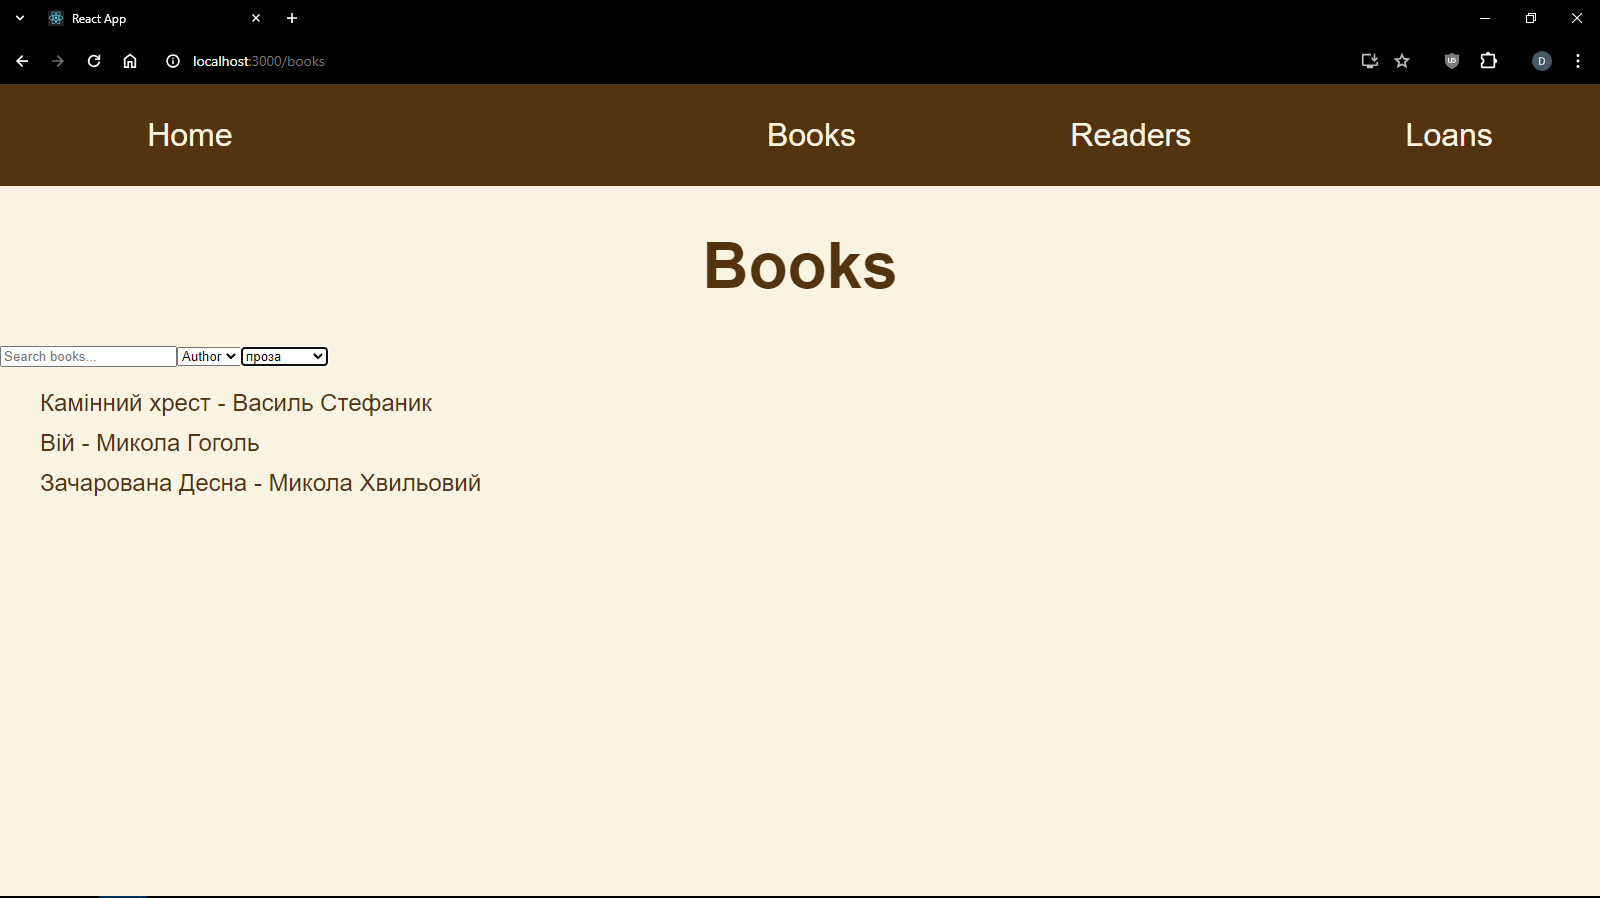 React App
localhost:3000/books
D
Home Books Readers Loans
Books
Search books... Author проза
Камінний хрест - Василь Стефаник
Вій - Микола Гоголь
Зачарована Десна - Микола Хвильовий